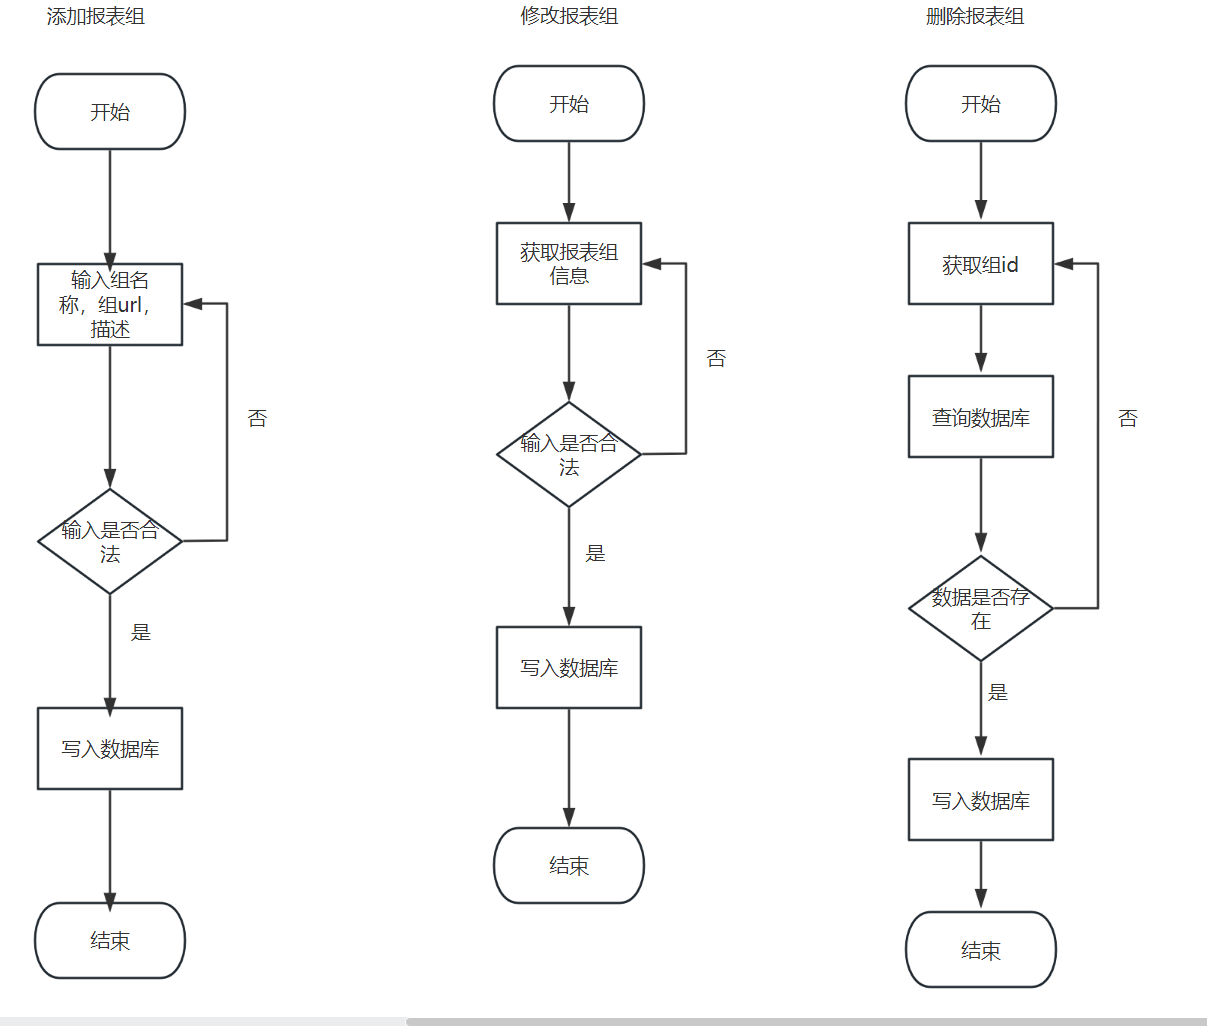 添加报表组
开始
输入组名
称，组url，
描述
否
输入是否合
法
是
写入数据库
结束
修改报表组
开始
获取报表组
信息
否
输入是否合
法
是
写入数据库
结束
删除报表组
开始
获取组id
查询数据库
否
数据是否存
在
是
写入数据库
结束